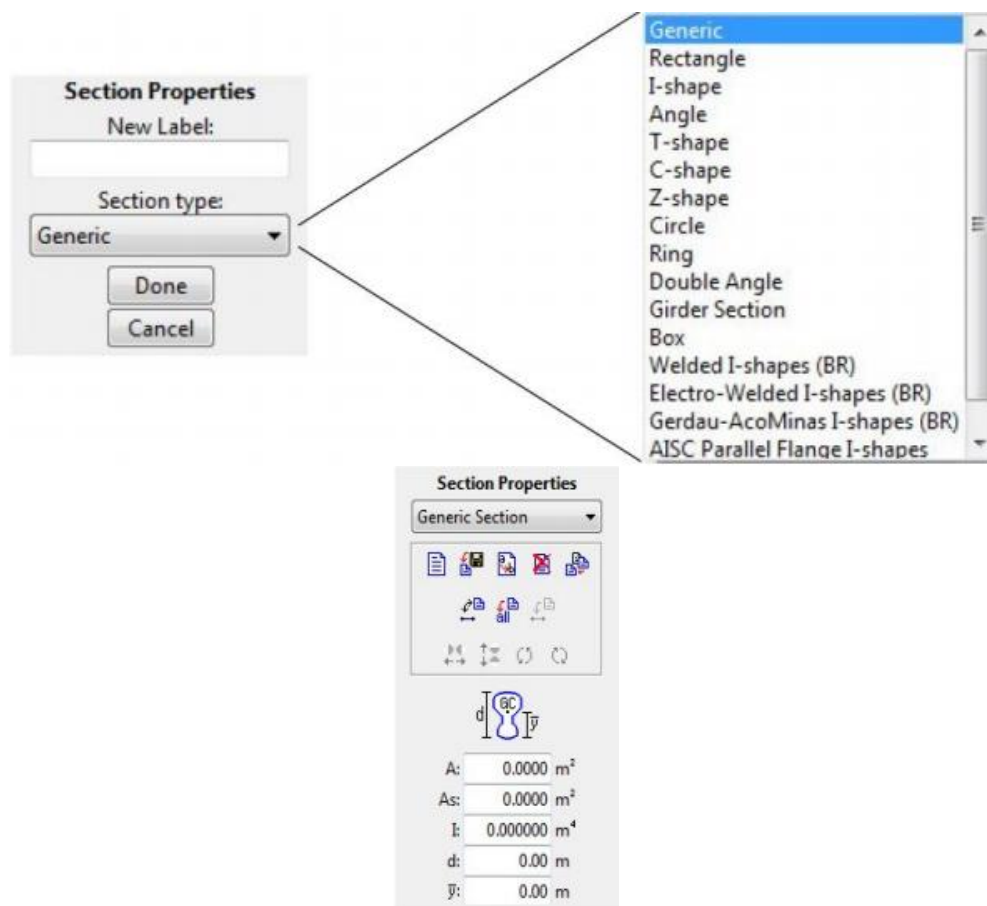 Section Properties
New Label:
Section type:
Generic
Done
Cancel
Generic
Rectangle
I-shape
Angle
T-shape
C-shape
Z-shape
Circle
Ring
Double Angle
Girder Section
Box
Welded I-shapes (BR)
Electro-Welded I-shapes (BR)
Gerdau-AcoMinas I-shapes (BR)
AISC Parallel Flange I-shapes
Section Properties
Generic Section
all
d GC y̅
A: 0.0000 m²
As: 0.0000 m²
I: 0.000000 m⁴
d: 0.00 m
y̅: 0.00 m